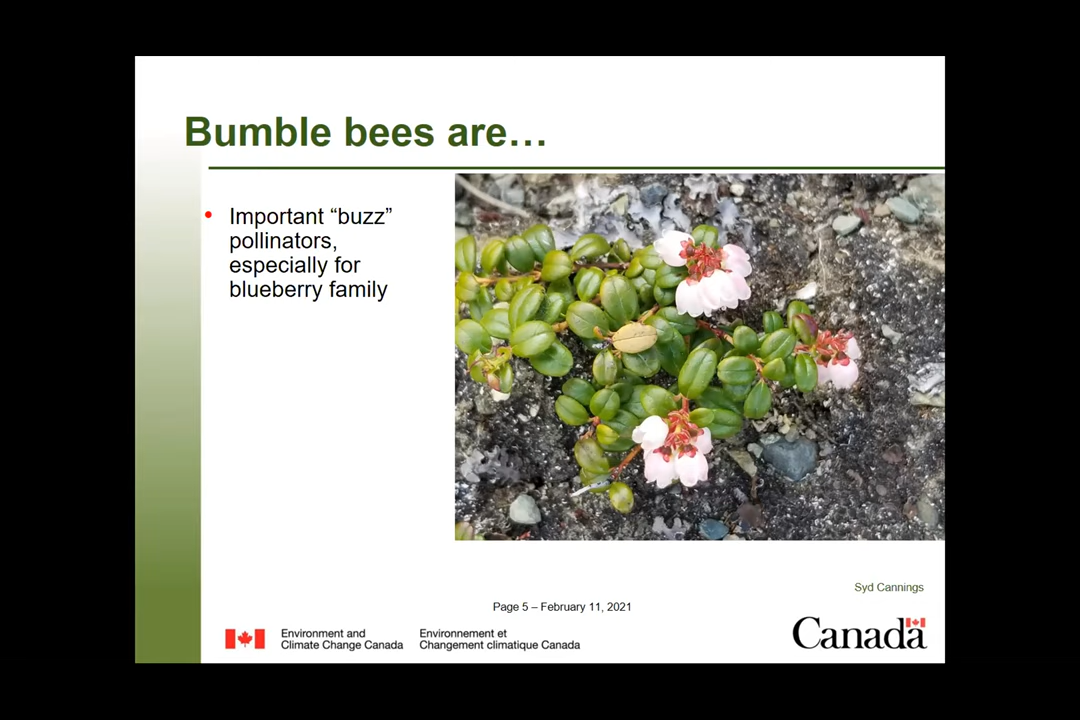 Bumble bees are…
• Important “buzz”
pollinators,
especially for
blueberry family
Syd Cannings
Page 5 – February 11, 2021
Environment and
Climate Change Canada
Environnement et
Changement climatique Canada
Canada